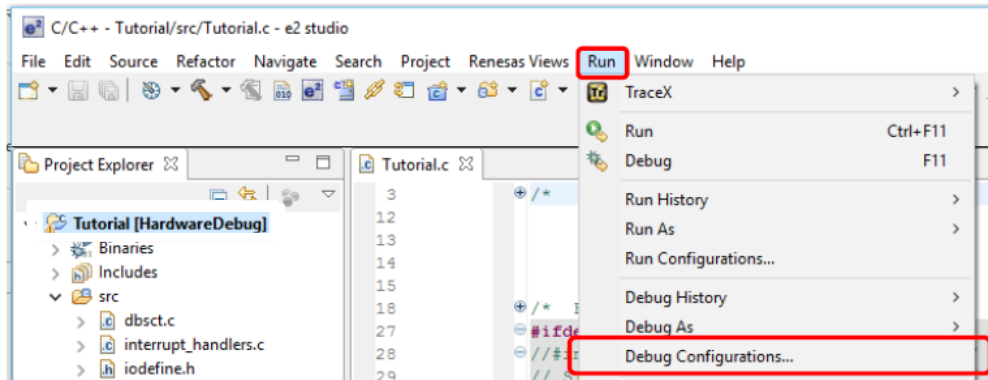 C/C++ - Tutorial/src/Tutorial.c - e2 studio
File Edit Source Refactor Navigate Search Project Renesas Views Run Window Help
TraceX
Run Ctrl+F11
Debug F11
Run History
Run As
Run Configurations...
Debug History
Debug As
Debug Configurations...
Project Explorer
Tutorial [HardwareDebug]
Binaries
Includes
src
dbsct.c
interrupt_handlers.c
iodefine.h
Tutorial.c
3 /*
12
13
14
15
18 /*
27 #ifde
28
29